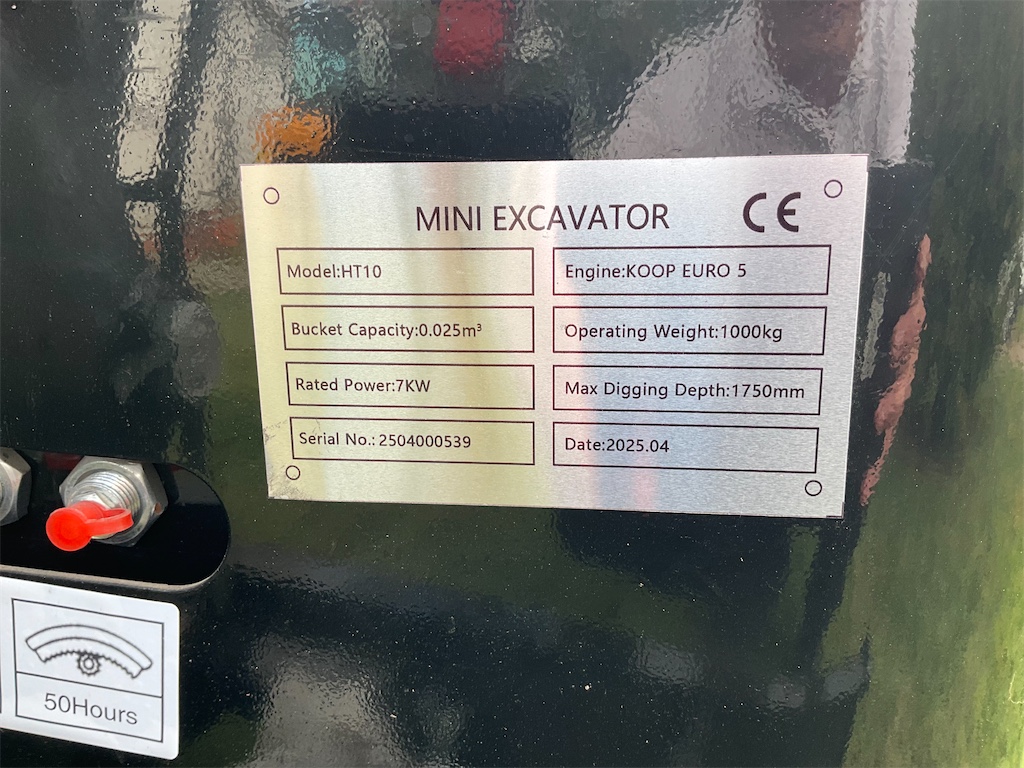 MINI EXCAVATOR
CE
Model:HT10
Engine:KOOP EURO 5
Bucket Capacity:0.025m³
Operating Weight:1000kg
Rated Power:7KW
Max Digging Depth:1750mm
Serial No.: 2504000539
Date:2025.04
50Hours